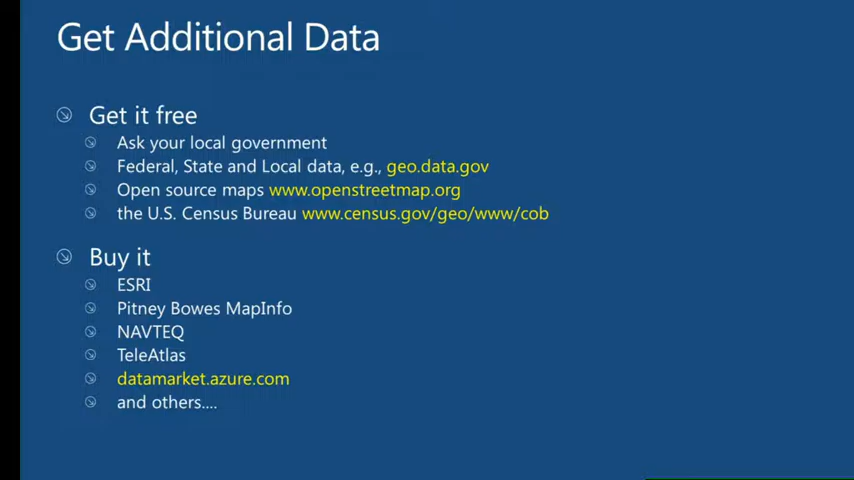 Get Additional Data
Get it free
Ask your local government
Federal, State and Local data, e.g., geo.data.gov
Open source maps www.openstreetmap.org
the U.S. Census Bureau www.census.gov/geo/www/cob
Buy it
ESRI
Pitney Bowes MapInfo
NAVTEQ
TeleAtlas
datamarket.azure.com
and others....